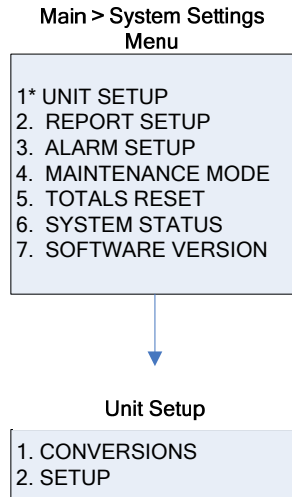 Main > System Settings
Menu
1* UNIT SETUP
2. REPORT SETUP
3. ALARM SETUP
4. MAINTENANCE MODE
5. TOTALS RESET
6. SYSTEM STATUS
7. SOFTWARE VERSION
Unit Setup
1. CONVERSIONS
2. SETUP